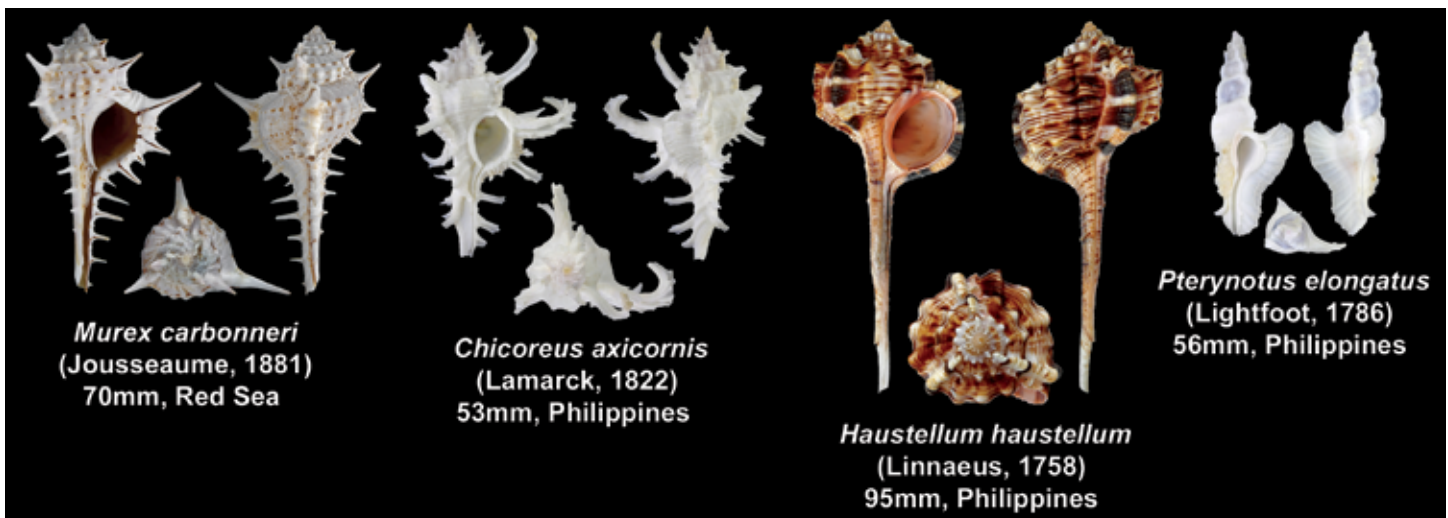 Murex carbonneri
(Jousseaume, 1881)
70mm, Red Sea
Chicoreus axicornis
(Lamarck, 1822)
53mm, Philippines
Haustellum haustellum
(Linnaeus, 1758)
95mm, Philippines
Pterynotus elongatus
(Lightfoot, 1786)
56mm, Philippines